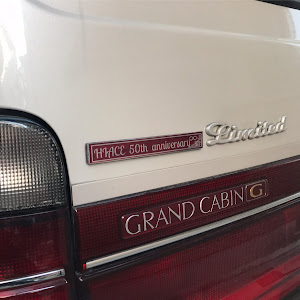 HIACE 50th anniversary
Limited
GRAND CABIN G